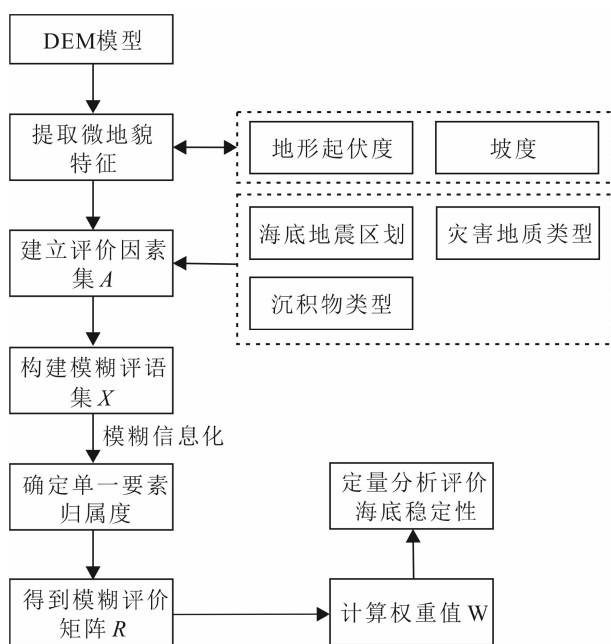 DEM模型
提取微地貌
特征
地形起伏度
坡度
建立评价因素
集 A
海底地震区划
灾害地质类型
沉积物类型
构建模糊评语
集 X
模糊信息化
确定单一要素
归属度
定量分析评价
海底稳定性
得到模糊评价
矩阵 R
计算权重值 W